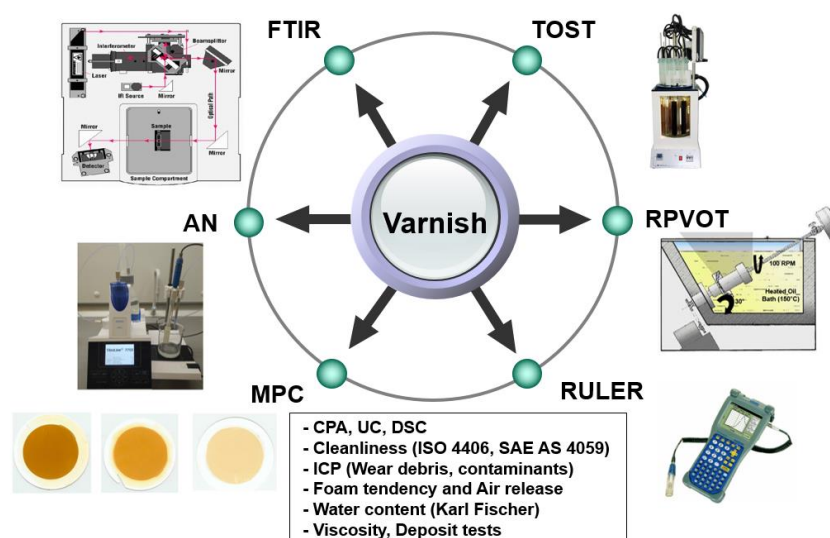 FTIR
TOST
Interferometer
Beamsplitter
Laser
Mirror
IR Source
Mirror
Optical Path
Mirror
Sample
Mirror
Detector
Sample Compartment
Varnish
AN
RPVOT
100 RPM
30°
Heated Oil
Bath (150°C)
MPC
RULER
- CPA, UC, DSC
- Cleanliness (ISO 4406, SAE AS 4059)
- ICP (Wear debris, contaminants)
- Foam tendency and Air release
- Water content (Karl Fischer)
- Viscosity, Deposit tests